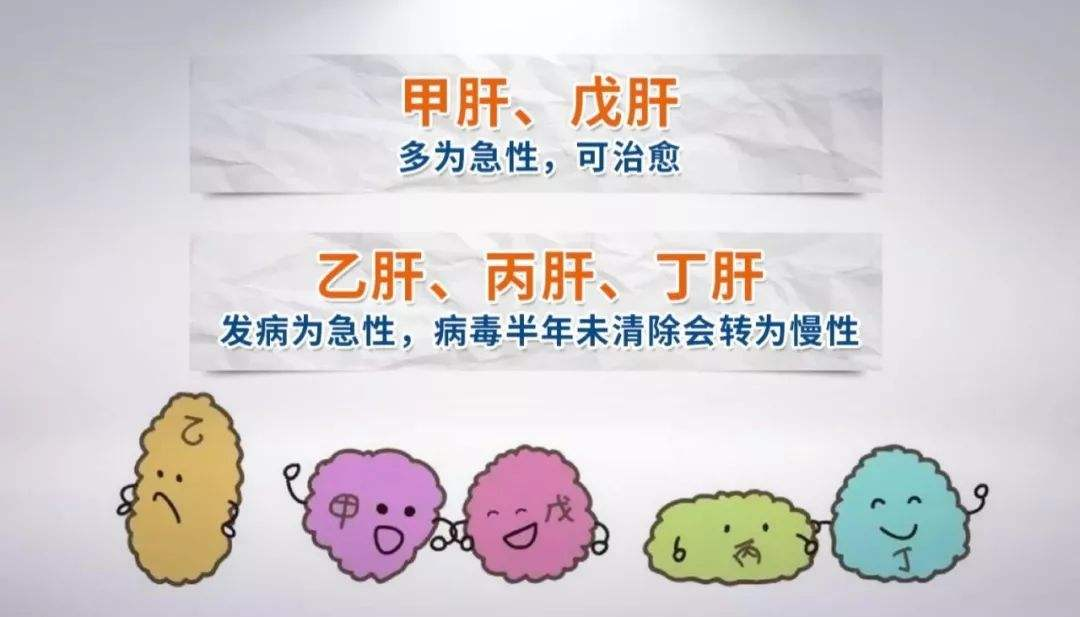 甲肝、戊肝
多为急性，可治愈
乙肝、丙肝、丁肝
发病为急性，病毒半年未清除会转为慢性
乙
甲
戊
丙
丁